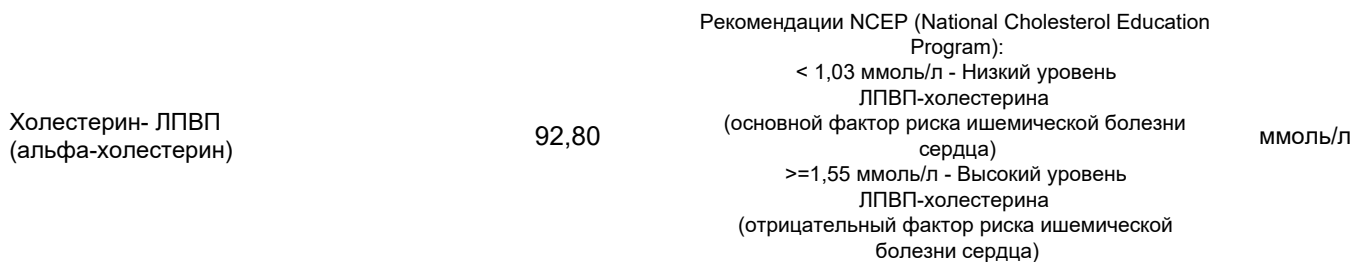 Холестерин- ЛПВП
(альфа-холестерин)
92,80
Рекомендации NCEP (National Cholesterol Education
Program):
< 1,03 ммоль/л - Низкий уровень
ЛПВП-холестерина
(основной фактор риска ишемической болезни
сердца)
>=1,55 ммоль/л - Высокий уровень
ЛПВП-холестерина
(отрицательный фактор риска ишемической
болезни сердца)
ммоль/л